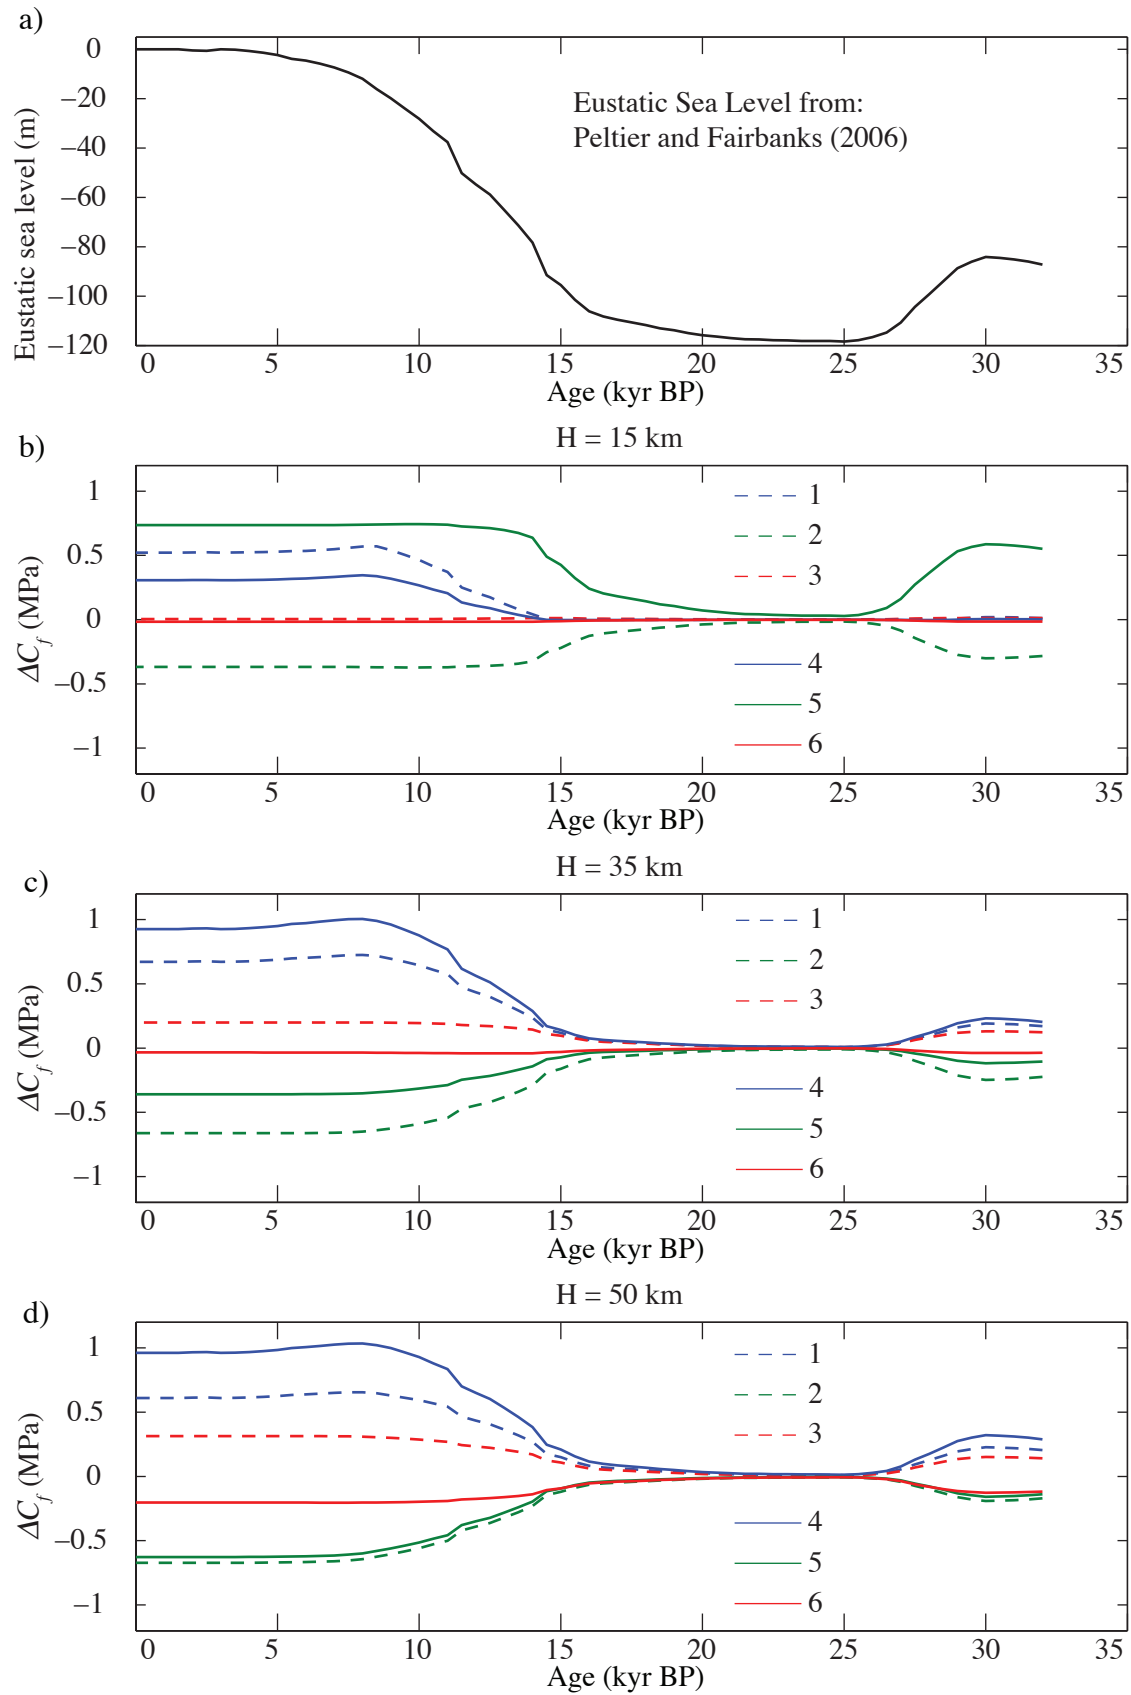 a)
0
−20
−40
−60
−80
−100
−120
Eustatic sea level (m)
Eustatic Sea Level from:
Peltier and Fairbanks (2006)
0 5 10 15 20 25 30 35
Age (kyr BP)
b)
H = 15 km
1
0.5
0
−0.5
−1
ΔC_f (MPa)
1
2
3
4
5
6
0 5 10 15 20 25 30 35
Age (kyr BP)
c)
H = 35 km
1
0.5
0
−0.5
−1
ΔC_f (MPa)
1
2
3
4
5
6
0 5 10 15 20 25 30 35
Age (kyr BP)
d)
H = 50 km
1
0.5
0
−0.5
−1
ΔC_f (MPa)
1
2
3
4
5
6
0 5 10 15 20 25 30 35
Age (kyr BP)